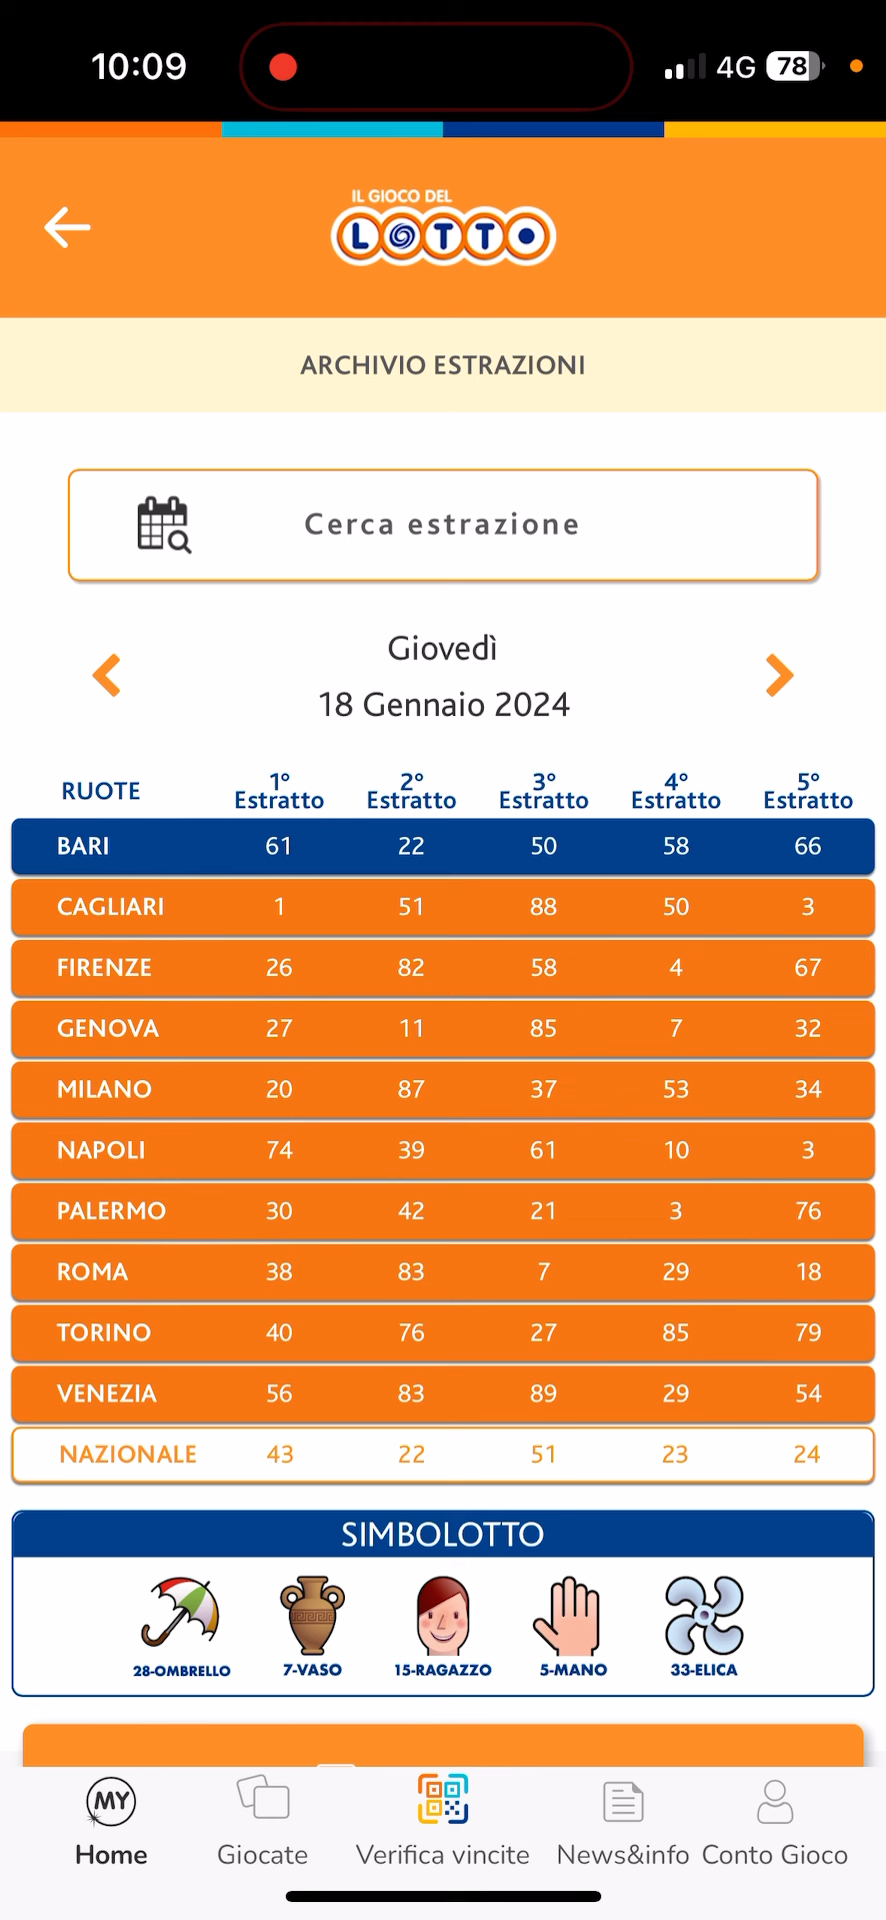 10:09 4G 78
IL GIOCO DEL
LOTTO
ARCHIVIO ESTRAZIONI
Cerca estrazione
Giovedì
18 Gennaio 2024
RUOTE 1° Estratto 2° Estratto 3° Estratto 4° Estratto 5° Estratto
BARI 61 22 50 58 66
CAGLIARI 1 51 88 50 3
FIRENZE 26 82 58 4 67
GENOVA 27 11 85 7 32
MILANO 20 87 37 53 34
NAPOLI 74 39 61 10 3
PALERMO 30 42 21 3 76
ROMA 38 83 7 29 18
TORINO 40 76 27 85 79
VENEZIA 56 83 89 29 54
NAZIONALE 43 22 51 23 24
SIMBOLOTTO
28-OMBRELLO 7-VASO 15-RAGAZZO 5-MANO 33-ELICA
MY
Home Giocate Verifica vincite News&info Conto Gioco